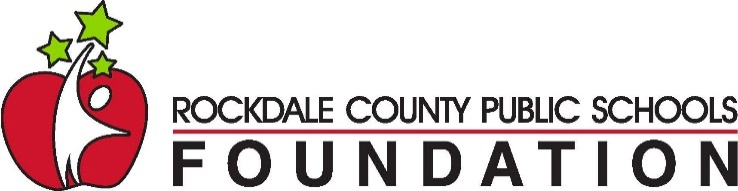 ROCKDALE COUNTY PUBLIC SCHOOLS
FOUNDATION